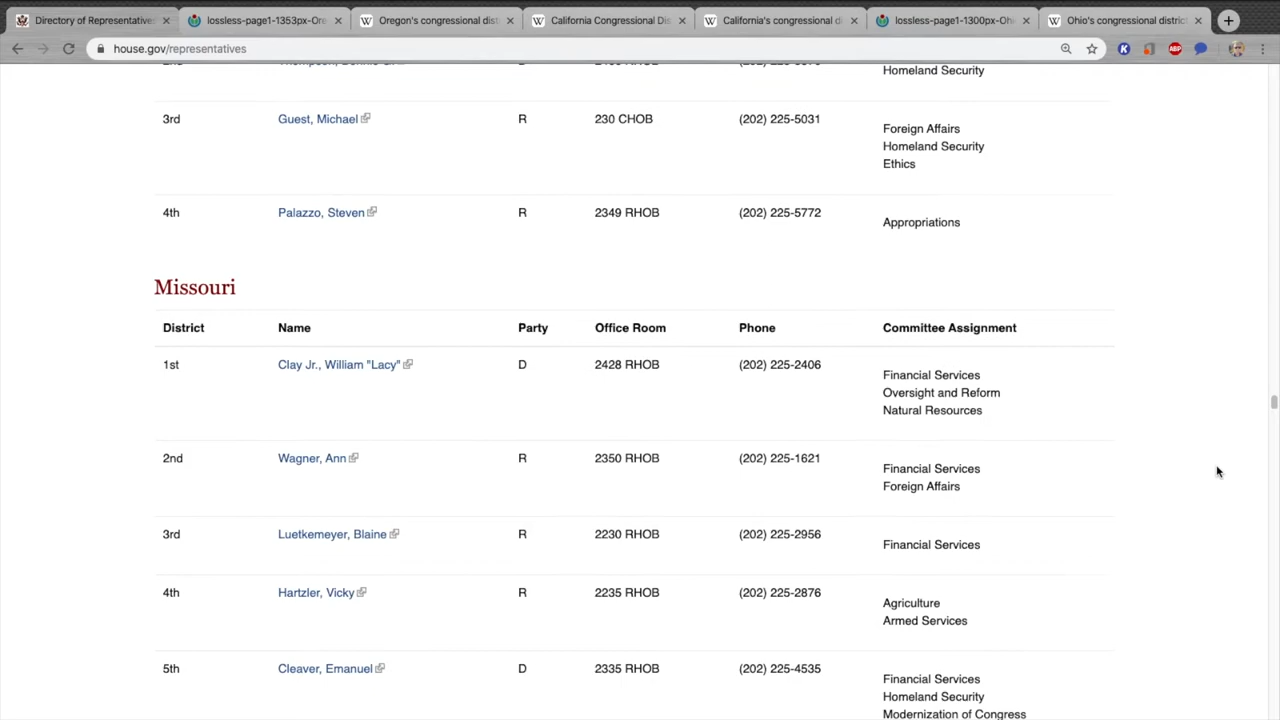 Directory of Representatives
lossless-page1-1353px-Ore
Oregon's congressional dist
California Congressional Dis
California's congressional d
lossless-page1-1300px-Ohi
Ohio's congressional district
house.gov/representatives
ABP
Homeland Security
3rd Guest, Michael R 230 CHOB (202) 225-5031
Foreign Affairs
Homeland Security
Ethics
4th Palazzo, Steven R 2349 RHOB (202) 225-5772
Appropriations
Missouri
District Name Party Office Room Phone Committee Assignment
1st Clay Jr., William "Lacy" D 2428 RHOB (202) 225-2406
Financial Services
Oversight and Reform
Natural Resources
2nd Wagner, Ann R 2350 RHOB (202) 225-1621
Financial Services
Foreign Affairs
3rd Luetkemeyer, Blaine R 2230 RHOB (202) 225-2956
Financial Services
4th Hartzler, Vicky R 2235 RHOB (202) 225-2876
Agriculture
Armed Services
5th Cleaver, Emanuel D 2335 RHOB (202) 225-4535
Financial Services
Homeland Security
Modernization of Congress